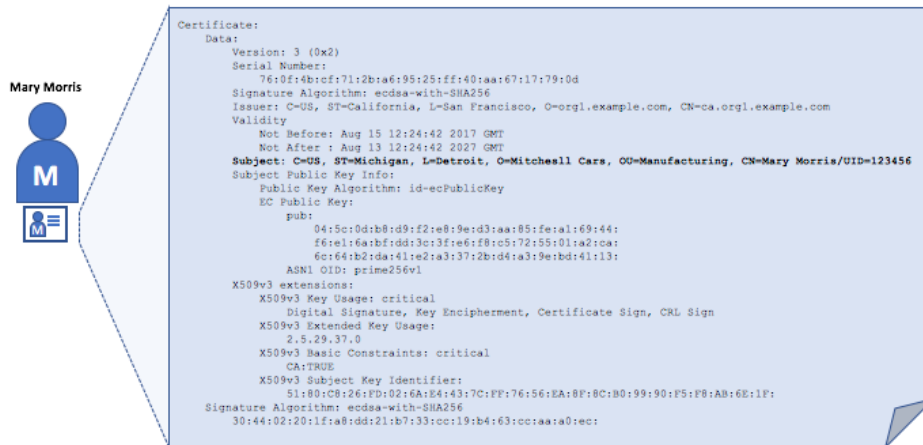 Mary Morris
M
M
Certificate:
Data:
Version: 3 (0x2)
Serial Number:
76:0f:4b:cf:71:2b:a6:95:25:ff:40:aa:67:17:79:0d
Signature Algorithm: ecdsa-with-SHA256
Issuer: C=US, ST=California, L=San Francisco, O=org1.example.com, CN=ca.org1.example.com
Validity
Not Before: Aug 15 12:24:42 2017 GMT
Not After : Aug 13 12:24:42 2027 GMT
Subject: C=US, ST=Michigan, L=Detroit, O=Mitchesll Cars, OU=Manufacturing, CN=Mary Morris/UID=123456
Subject Public Key Info:
Public Key Algorithm: id-ecPublicKey
EC Public Key:
pub:
04:5c:0d:b8:d9:f2:e8:9e:d3:aa:85:fe:a1:69:44:
f6:e1:6a:bf:dd:3c:3f:e6:f8:c5:72:55:01:a2:ca:
6c:64:b2:da:41:e2:a3:37:2b:d4:a3:9e:bd:41:13:
ASN1 OID: prime256v1
X509v3 extensions:
X509v3 Key Usage: critical
Digital Signature, Key Encipherment, Certificate Sign, CRL Sign
X509v3 Extended Key Usage:
2.5.29.37.0
X509v3 Basic Constraints: critical
CA:TRUE
X509v3 Subject Key Identifier:
51:80:C8:26:FD:02:6A:E4:43:7C:FF:76:56:EA:8F:8C:B0:99:90:F5:F8:AB:6E:1F:
Signature Algorithm: ecdsa-with-SHA256
30:44:02:20:1f:a8:dd:21:b7:33:cc:19:b4:63:cc:aa:a0:ec: